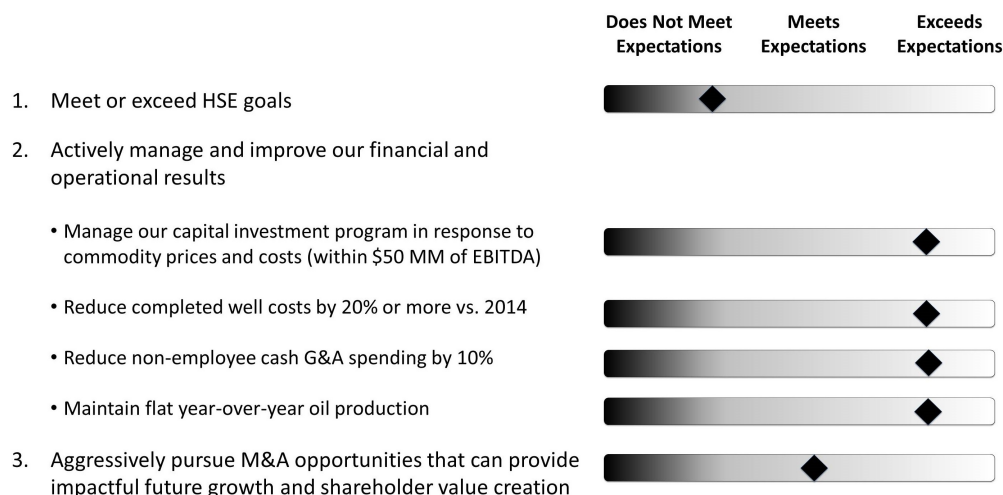 Does Not Meet Expectations
Meets Expectations
Exceeds Expectations
1. Meet or exceed HSE goals
2. Actively manage and improve our financial and
operational results
• Manage our capital investment program in response to
commodity prices and costs (within $50 MM of EBITDA)
• Reduce completed well costs by 20% or more vs. 2014
• Reduce non-employee cash G&A spending by 10%
• Maintain flat year-over-year oil production
3. Aggressively pursue M&A opportunities that can provide
impactful future growth and shareholder value creation